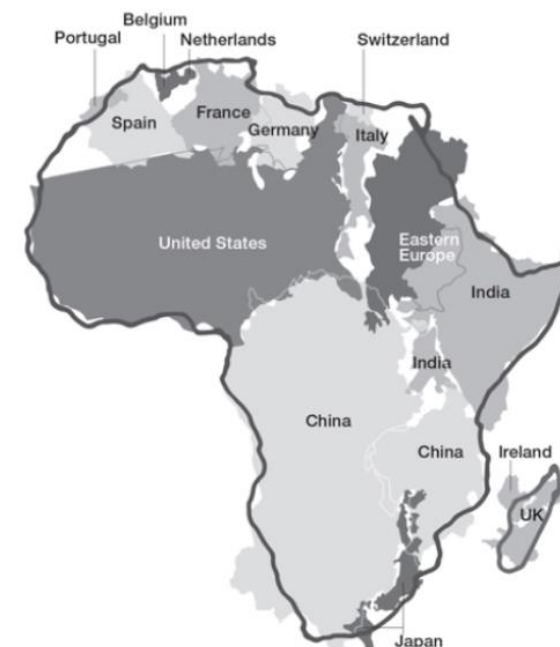 Belgium
Portugal
Netherlands
Switzerland
Spain
France
Germany
Italy
United States
Eastern
Europe
India
India
China
China
Ireland
UK
Japan